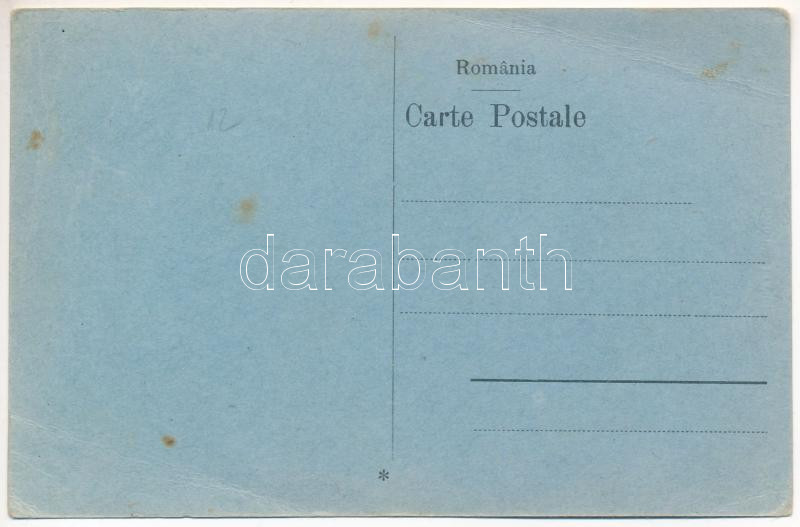 12
România
Carte Postale
darabanth
*